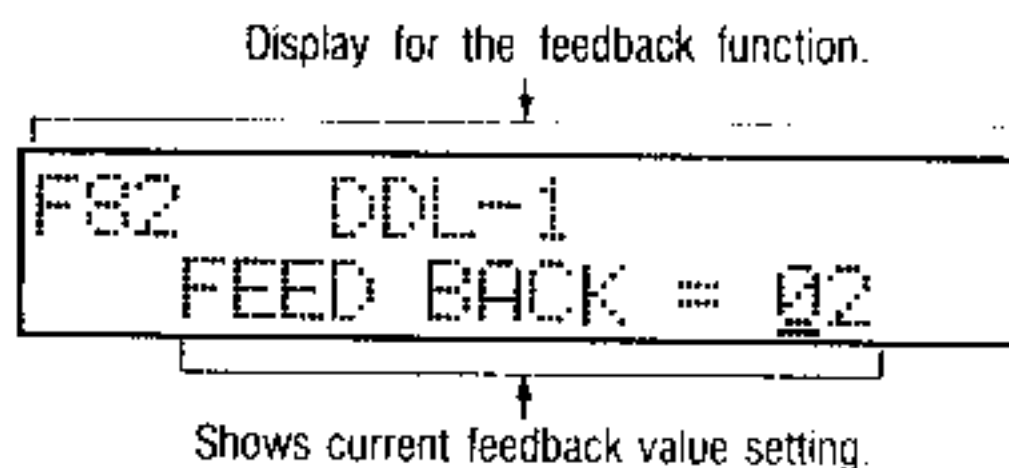 Display for the feedback function.
F82 DDL-1
FEED BACK = 02
Shows current feedback value setting.